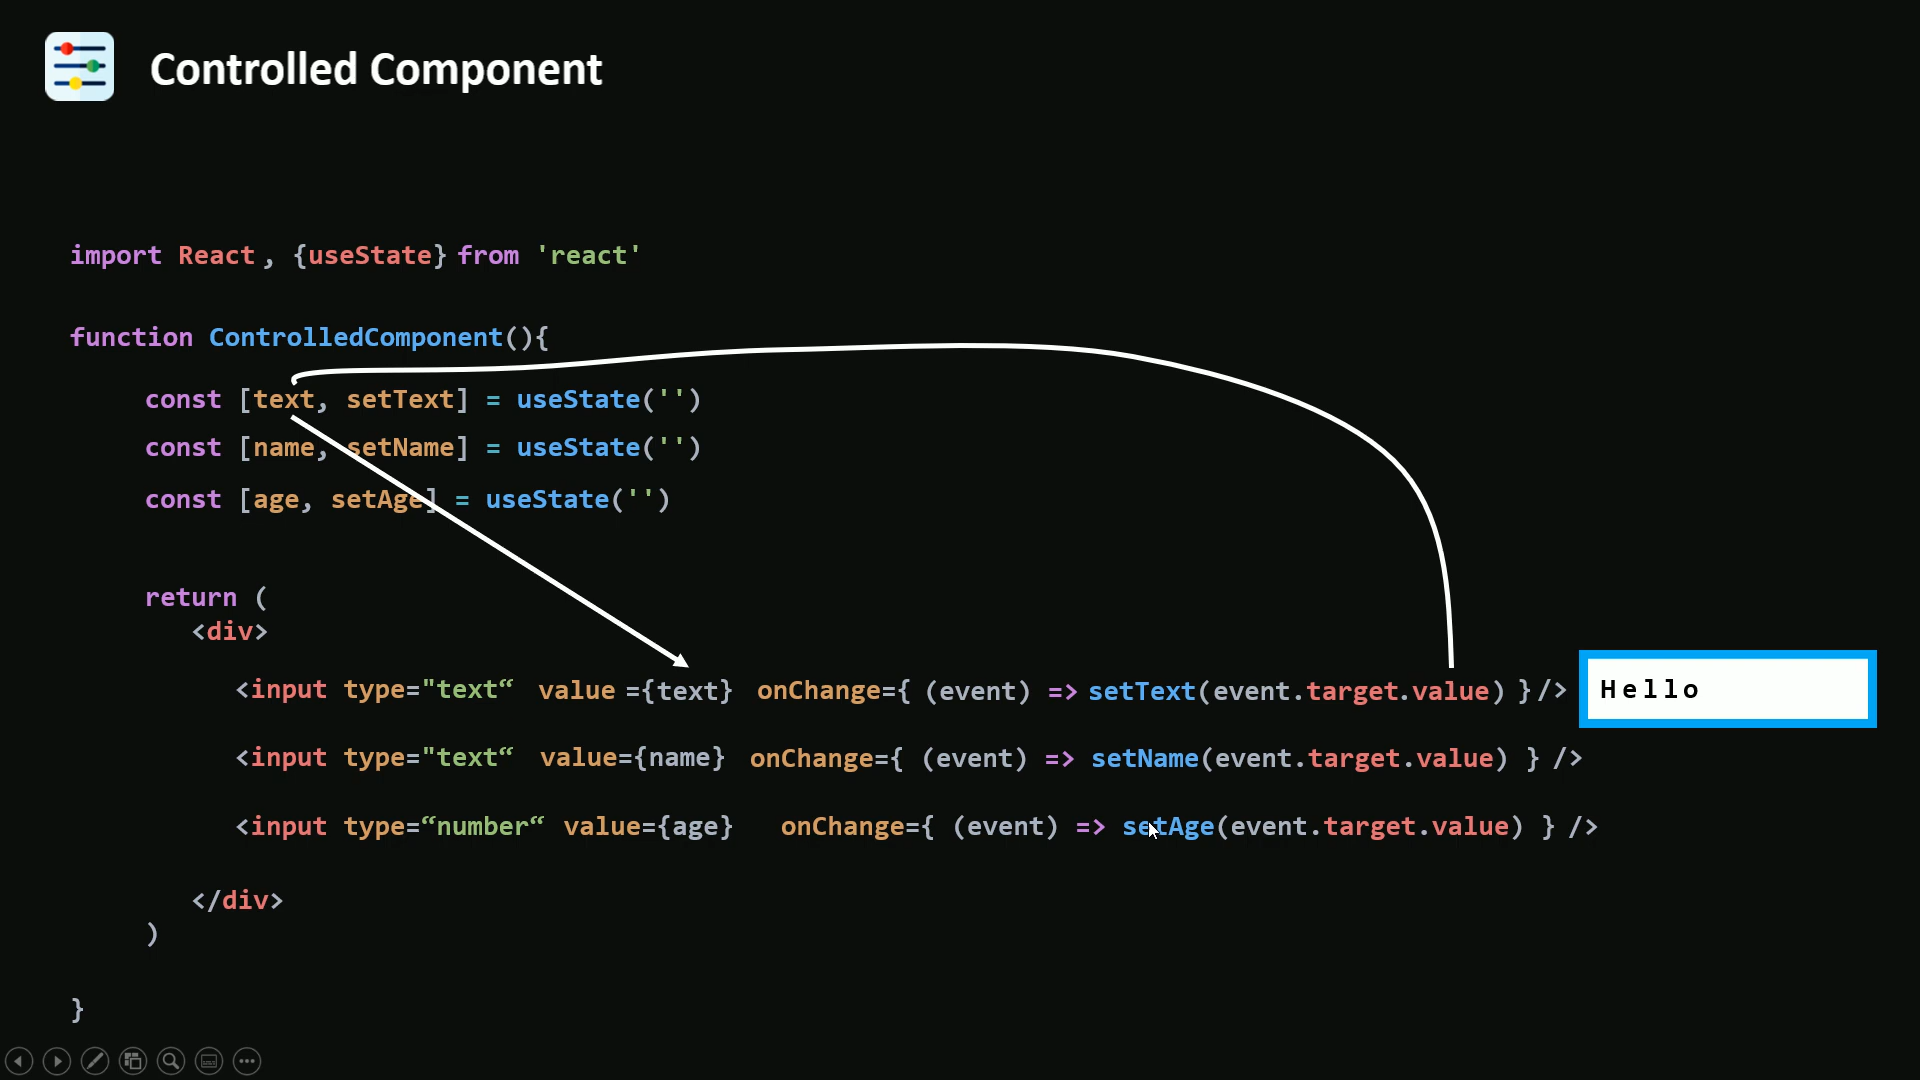 Controlled Component
import React, {useState} from 'react'
function ControlledComponent(){
const [text, setText] = useState('')
const [name, setName] = useState('')
const [age, setAge] = useState('')
return (
<div>
<input type="text“ value ={text} onChange={ (event) => setText(event.target.value) }/>
Hello
<input type="text“ value={name} onChange={ (event) => setName(event.target.value) } />
<input type=“number“ value={age} onChange={ (event) => setAge(event.target.value) } />
</div>
)
}